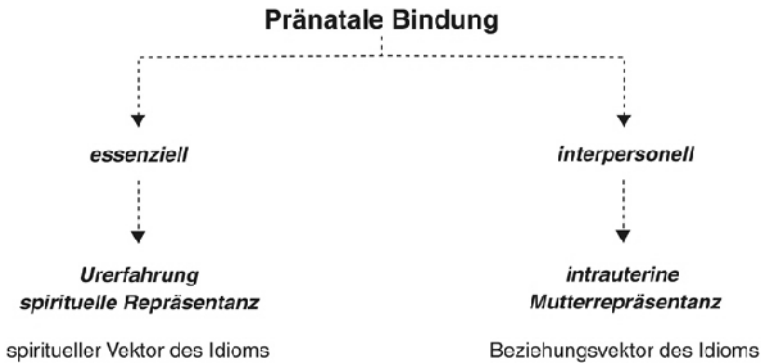 Pränatale Bindung
essenziell
interpersonell
Urerfahrung
spirituelle Repräsentanz
intrauterine
Mutterrepräsentanz
spiritueller Vektor des Idioms
Beziehungsvektor des Idioms